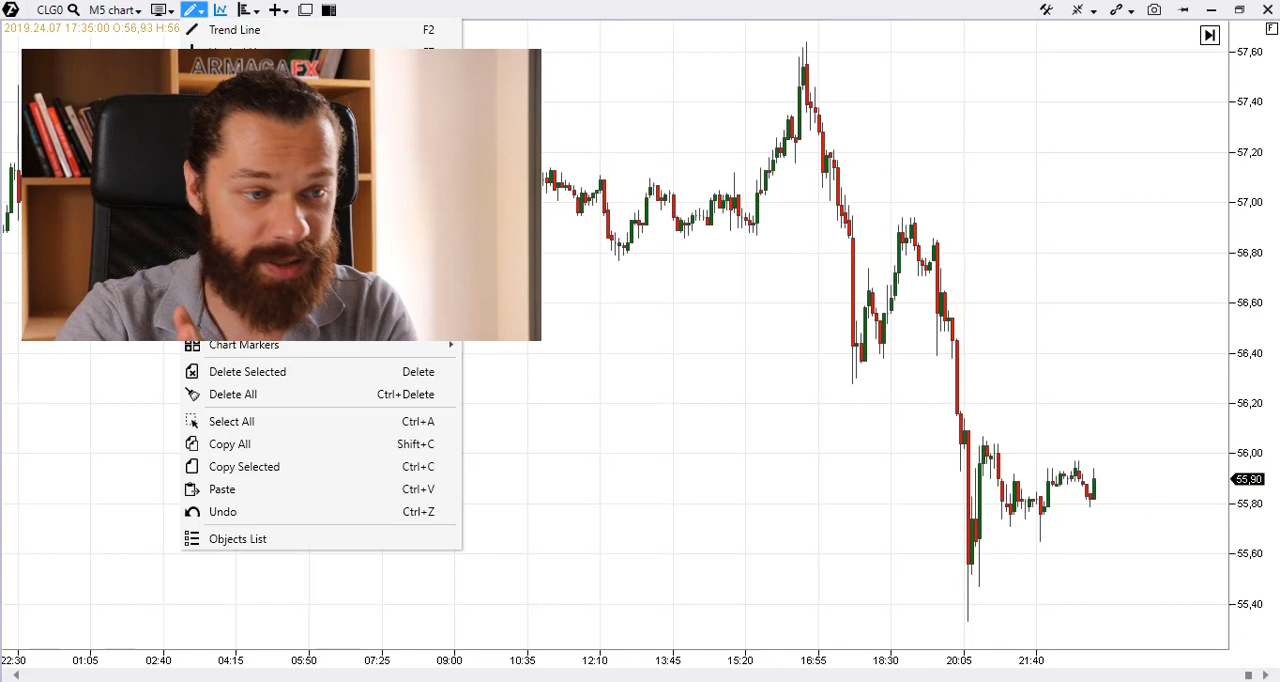 CLG0 M5 chart
2019.24.07 17:35:00 O:56,93 H:56
Trend Line F2
ARMAGAFX
Chart Markers
Delete Selected Delete
Delete All Ctrl+Delete
Select All Ctrl+A
Copy All Shift+C
Copy Selected Ctrl+C
Paste Ctrl+V
Undo Ctrl+Z
Objects List
F
57,60
57,40
57,20
57,00
56,80
56,60
56,40
56,20
56,00
55,90
55,80
55,60
55,40
22:30 01:05 02:40 04:15 05:50 07:25 09:00 10:35 12:10 13:45 15:20 16:55 18:30 20:05 21:40